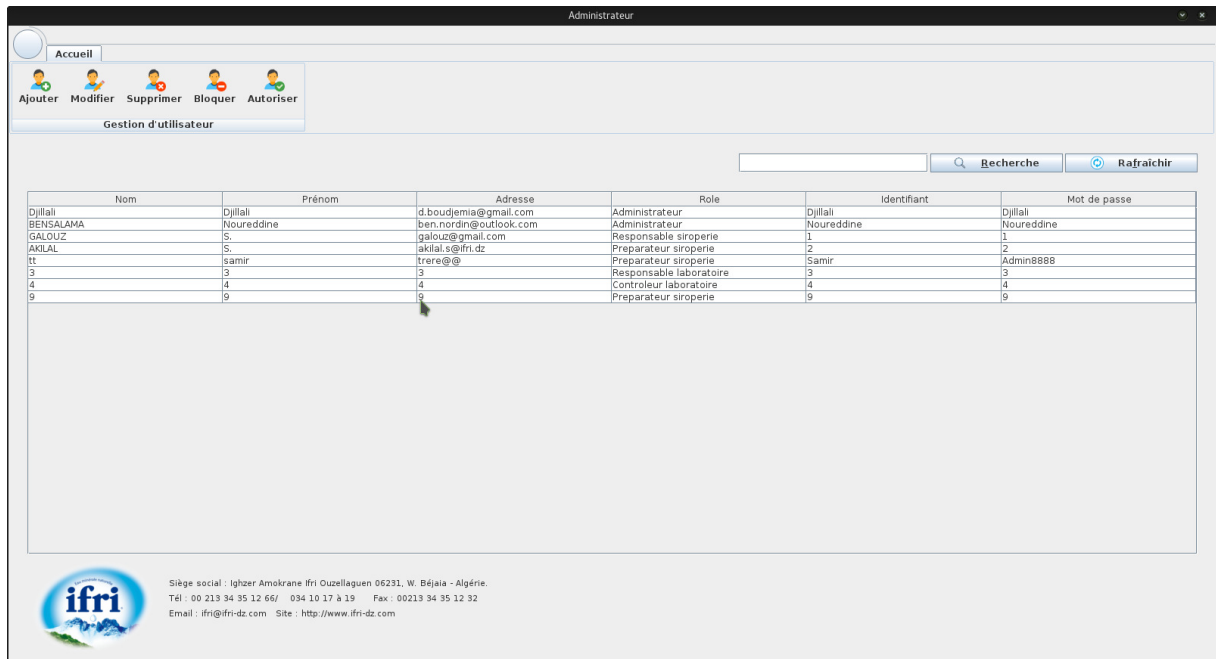 Administrateur
Accueil
Ajouter Modifier Supprimer Bloquer Autoriser
Gestion d'utilisateur
Recherche Rafraîchir
Nom Prénom Adresse Role Identifiant Mot de passe
Djillali Djillali d.boudjemia@gmail.com Administrateur Djillali Djillali
BENSALAMA Noureddine ben.nordin@outlook.com Administrateur Noureddine Noureddine
GALOUZ S. galouz@gmail.com Responsable siroperie 1 1
AKILAL S. akilal.s@ifri.dz Preparateur siroperie 2 2
tt samir trere@@ Preparateur siroperie Samir Admin8888
3 3 3 Responsable laboratoire 3 3
4 4 4 Controleur laboratoire 4 4
9 9 9 Preparateur siroperie 9 9
ifri
Siège social : Ighzer Amokrane Ifri Ouzellaguen 06231, W. Béjaia - Algérie.
Tél : 00 213 34 35 12 66/ 034 10 17 à 19 Fax : 00213 34 35 12 32
Email : ifri@ifri-dz.com Site : http://www.ifri-dz.com